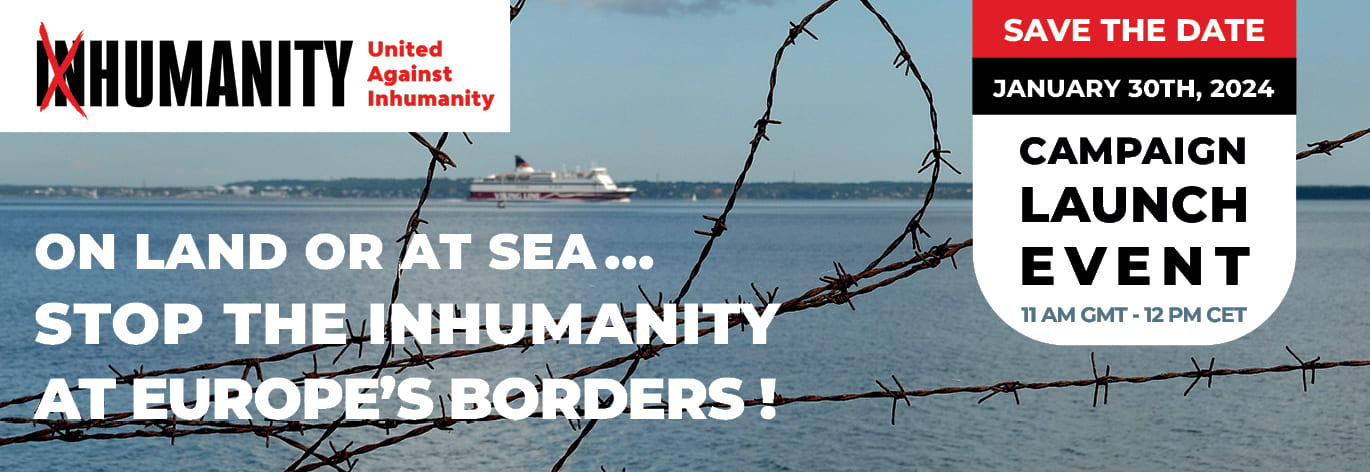 INHUMANITY
United
Against
Inhumanity
SAVE THE DATE
JANUARY 30TH, 2024
CAMPAIGN
LAUNCH
EVENT
11 AM GMT - 12 PM CET
ON LAND OR AT SEA...
STOP THE INHUMANITY
AT EUROPE'S BORDERS !